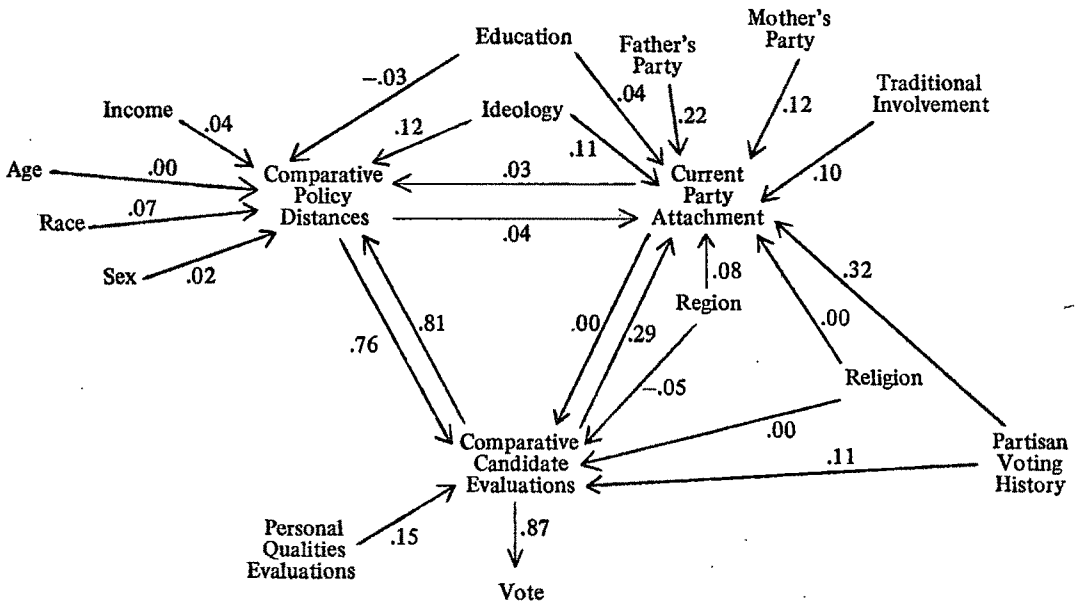 Education
Father's
Party
Mother's
Party
Traditional
Involvement
Income
Ideology
-.03
.04
.22
.12
.04
.12
.11
.10
Age
.00
Comparative
Policy
Distances
.03
Current
Party
Attachment
Race
.07
.04
Sex
.02
.08
.32
Region
.81
.00
.29
.00
.76
-.05
Religion
.00
Comparative
Candidate
Evaluations
Partisan
Voting
History
.11
Personal
Qualities
Evaluations
.15
.87
Vote